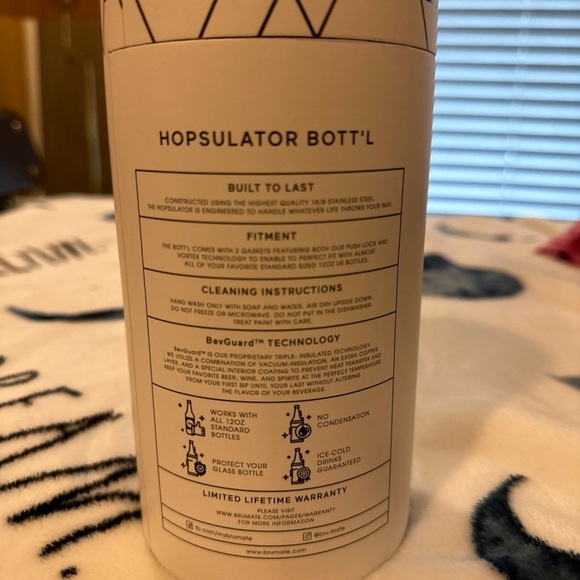 HOPSULATOR BOTT'L
BUILT TO LAST
CONSTRUCTED USING THE HIGHEST QUALITY 18/8 STAINLESS STEEL.
THE HOPSULATOR IS ENGINEERED TO HANDLE WHATEVER LIFE THROWS YOUR WAY.
FITMENT
THE BOTT'L COMES WITH 2 GASKETS FEATURING BOTH OUR PUSH-LOCK AND
VORTEX TECHNOLOGY TO ENABLE TO PERFECT FIT WITH ALMOST
ALL OF YOUR FAVORITE STANDARD SIZED 12OZ US BOTTLES.
CLEANING INSTRUCTIONS
HAND WASH ONLY WITH SOAP AND WATER. AIR DRY UPSIDE DOWN.
DO NOT FREEZE OR MICROWAVE. DO NOT PUT IN THE DISHWASHER.
TREAT PAINT WITH CARE.
BevGuard™ TECHNOLOGY
BevGuard™ IS OUR PROPRIETARY TRIPLE- INSULATED TECHNOLOGY.
WE UTILIZE A COMBINATION OF VACUUM-INSULATION, AN EXTRA COPPER
LAYER, AND A SPECIAL INTERIOR COATING TO PREVENT HEAT TRANSFER AND
KEEP YOUR FAVORITE BEER, WINE, AND SPIRITS AT THE PERFECT TEMPERATURE
FROM YOUR FIRST SIP UNTIL YOUR LAST WITHOUT ALTERING
THE FLAVOR OF YOUR BEVERAGE.
WORKS WITH
ALL 12OZ
STANDARD
BOTTLES
NO
CONDENSATION
PROTECT YOUR
GLASS BOTTLE
ICE-COLD
DRINKS
GUARANTEED
LIMITED LIFETIME WARRANTY
PLEASE VISIT
WWW.BRUMATE.COM/PAGES/WARRANTY
FOR MORE INFORMATION
fb.com/mybrumate
@bru.mate
www.brumate.com